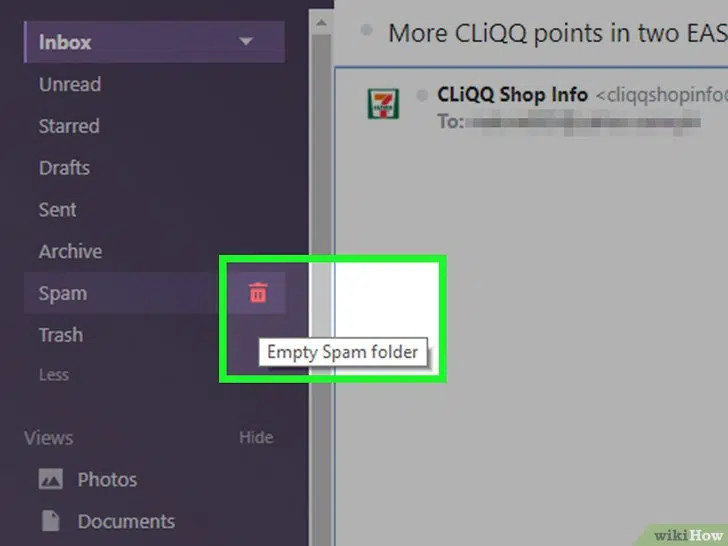 Inbox
Unread
Starred
Drafts
Sent
Archive
Spam
Trash
Less
Views Hide
Photos
Documents
More CLiQQ points in two EAS
CLiQQ Shop Info <cliqqshopinfo@
To:
Empty Spam folder
wikiHow